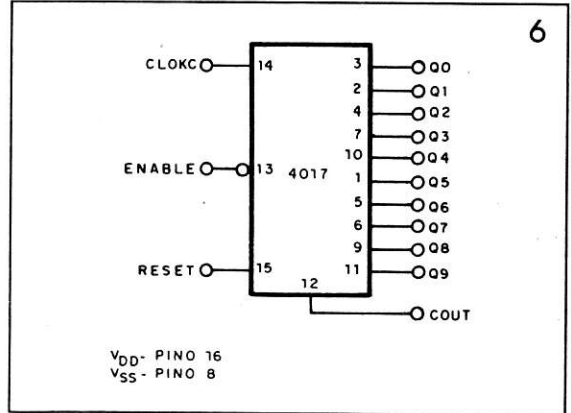 6
CLOKC 14 3 Q0
2 Q1
4 Q2
7 Q3
ENABLE 13 4017 10 Q4
1 Q5
5 Q6
6 Q7
9 Q8
RESET 15 11 Q9
12
COUT
VDD- PINO 16
VSS- PINO 8